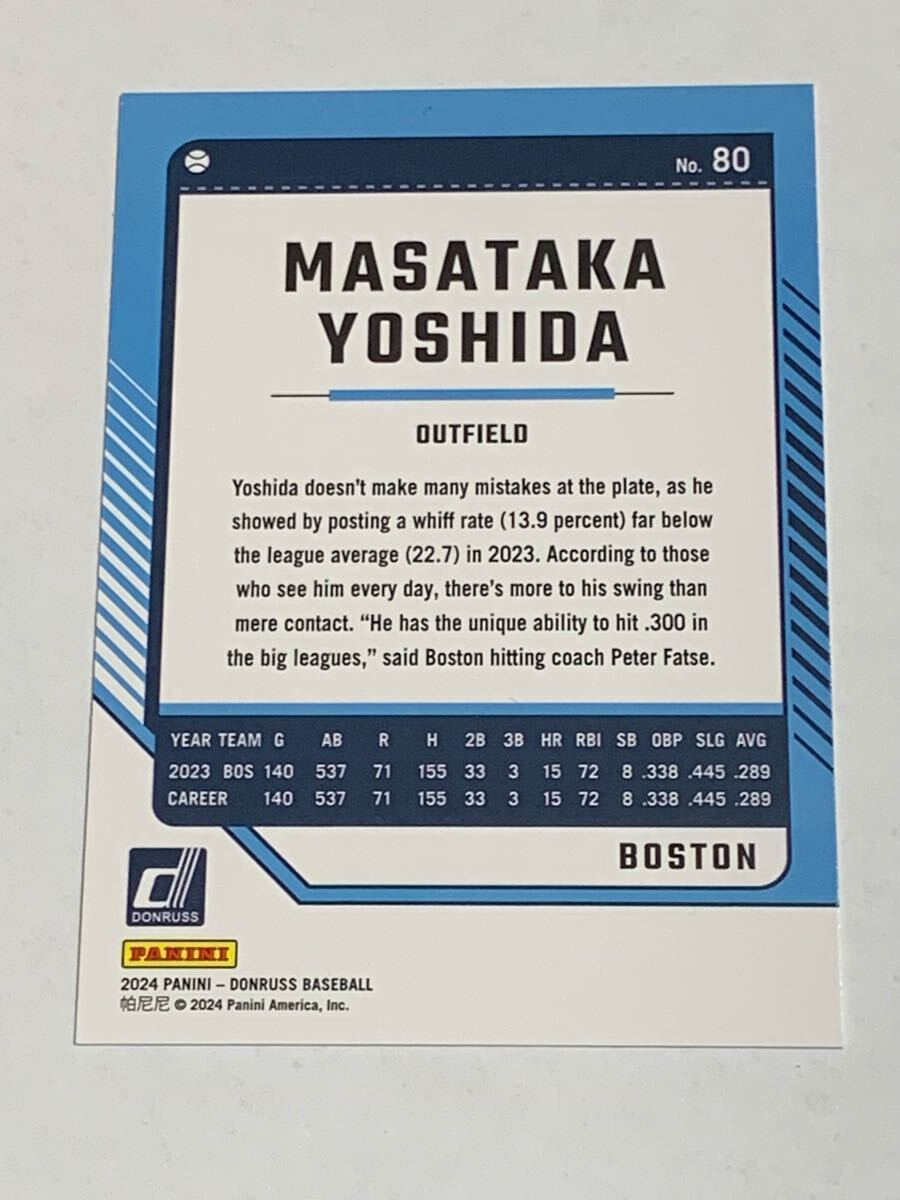 No. 80
MASATAKA
YOSHIDA
OUTFIELD
Yoshida doesn't make many mistakes at the plate, as he
showed by posting a whiff rate (13.9 percent) far below
the league average (22.7) in 2023. According to those
who see him every day, there's more to his swing than
mere contact. “He has the unique ability to hit .300 in
the big leagues,” said Boston hitting coach Peter Fatse.
YEAR TEAM G AB R H 2B 3B HR RBI SB OBP SLG AVG
2023 BOS 140 537 71 155 33 3 15 72 8 .338 .445 .289
CAREER 140 537 71 155 33 3 15 72 8 .338 .445 .289
BOSTON
d
DONRUSS
PANINI
2024 PANINI – DONRUSS BASEBALL
帕尼尼 © 2024 Panini America, Inc.